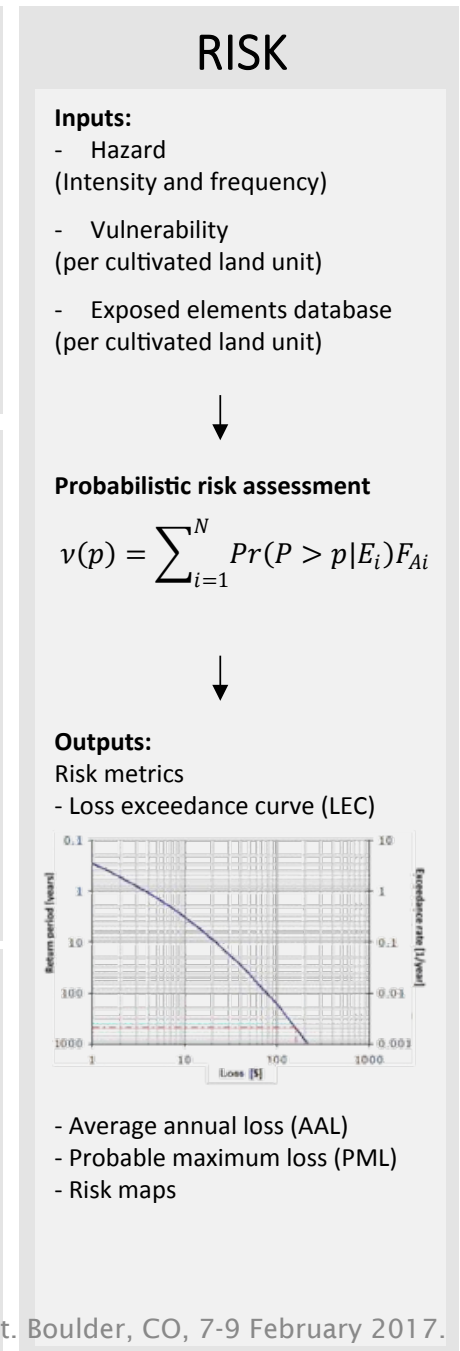 RISK
Inputs:
- Hazard
(Intensity and frequency)
- Vulnerability
(per cultivated land unit)
- Exposed elements database
(per cultivated land unit)
Probabilistic risk assessment
ν(p) = ∑_{i=1}^{N} Pr(P > p|E_i)F_{Ai}
Outputs:
Risk metrics
- Loss exceedance curve (LEC)
0.1
1
10
100
1000
Return period [years]
10
1
0.1
0.01
0.001
Exceedance rate [1/year]
1
10
100
1000
Loss [$]
- Average annual loss (AAL)
- Probable maximum loss (PML)
- Risk maps
t. Boulder, CO, 7-9 February 2017.